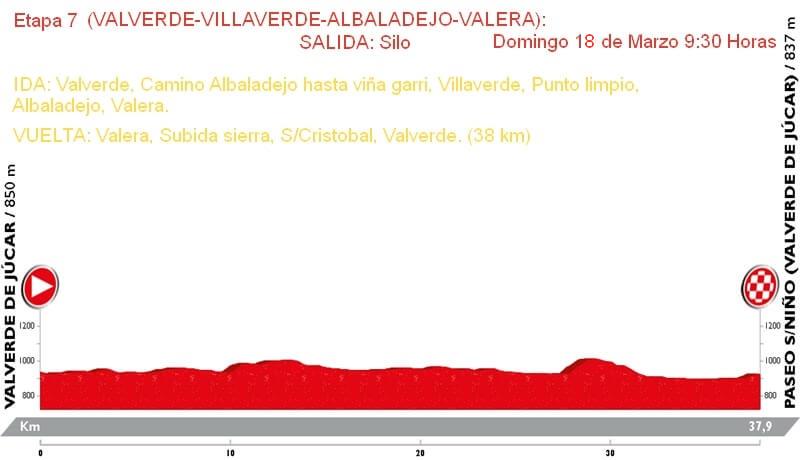 Etapa 7 (VALVERDE-VILLAVERDE-ALBALADEJO-VALERA):
SALIDA: Silo Domingo 18 de Marzo 9:30 Horas
IDA: Valverde, Camino Albaladejo hasta viña garri, Villaverde, Punto limpio,
Albaladejo, Valera.
VUELTA: Valera, Subida sierra, S/Cristobal, Valverde. (38 km)
VALVERDE DE JÚCAR / 850 m
PASEO S/NIÑO (VALVERDE DE JÚCAR) / 837 m
1200 1200
1000 1000
800 800
Km 37,9
0 10 20 30